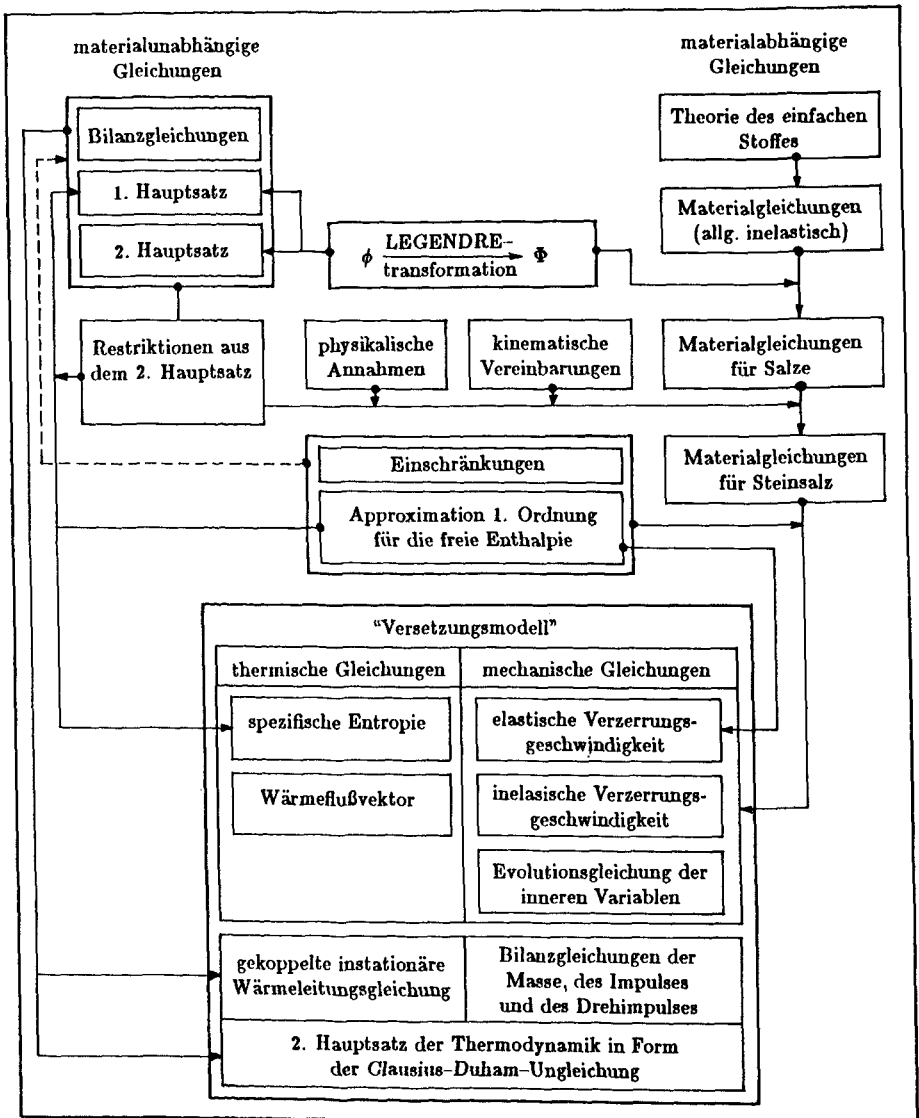 materialunabhängige
Gleichungen
materialabhängige
Gleichungen
Bilanzgleichungen
1. Hauptsatz
2. Hauptsatz
Theorie des einfachen
Stoffes
Materialgleichungen
(allg. inelastisch)
ϕ LEGENDRE– Φ
transformation
Restriktionen aus
dem 2. Hauptsatz
physikalische
Annahmen
kinematische
Vereinbarungen
Materialgleichungen
für Salze
Materialgleichungen
für Steinsalz
Einschränkungen
Approximation 1. Ordnung
für die freie Enthalpie
"Versetzungsmodell"
thermische Gleichungen
mechanische Gleichungen
spezifische Entropie
Wärmeflußvektor
elastische Verzerrungs-
geschwindigkeit
inelasische Verzerrungs-
geschwindigkeit
Evolutionsgleichung der
inneren Variablen
gekoppelte instationäre
Wärmeleitungsgleichung
Bilanzgleichungen der
Masse, des Impulses
und des Drehimpulses
2. Hauptsatz der Thermodynamik in Form
der Clausius–Duham–Ungleichung